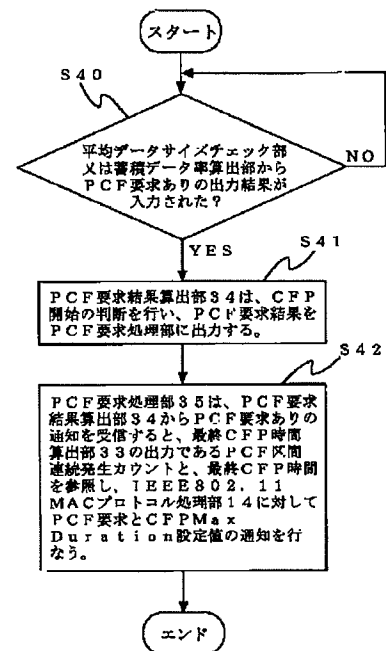 スタート
S40
平均データサイズチェック部
又は蓄積データ率算出部から
PCF要求ありの出力結果が
入力された?
NO
YES
S41
PCF要求結果算出部34は、CFP
開始の判断を行い、PCF要求結果を
PCF要求処理部に出力する。
S42
PCF要求処理部35は、PCF要求
結果算出部34からPCF要求ありの
通知を受信すると、最終CFP時間
算出部33の出力であるPCF区間
連続発生カウントと、最終CFP時間
を参照し、IEEE802.11
MACプロトコル処理部14に対して
PCF要求とCFPMax
Duration設定値の通知を行
なう。
エンド